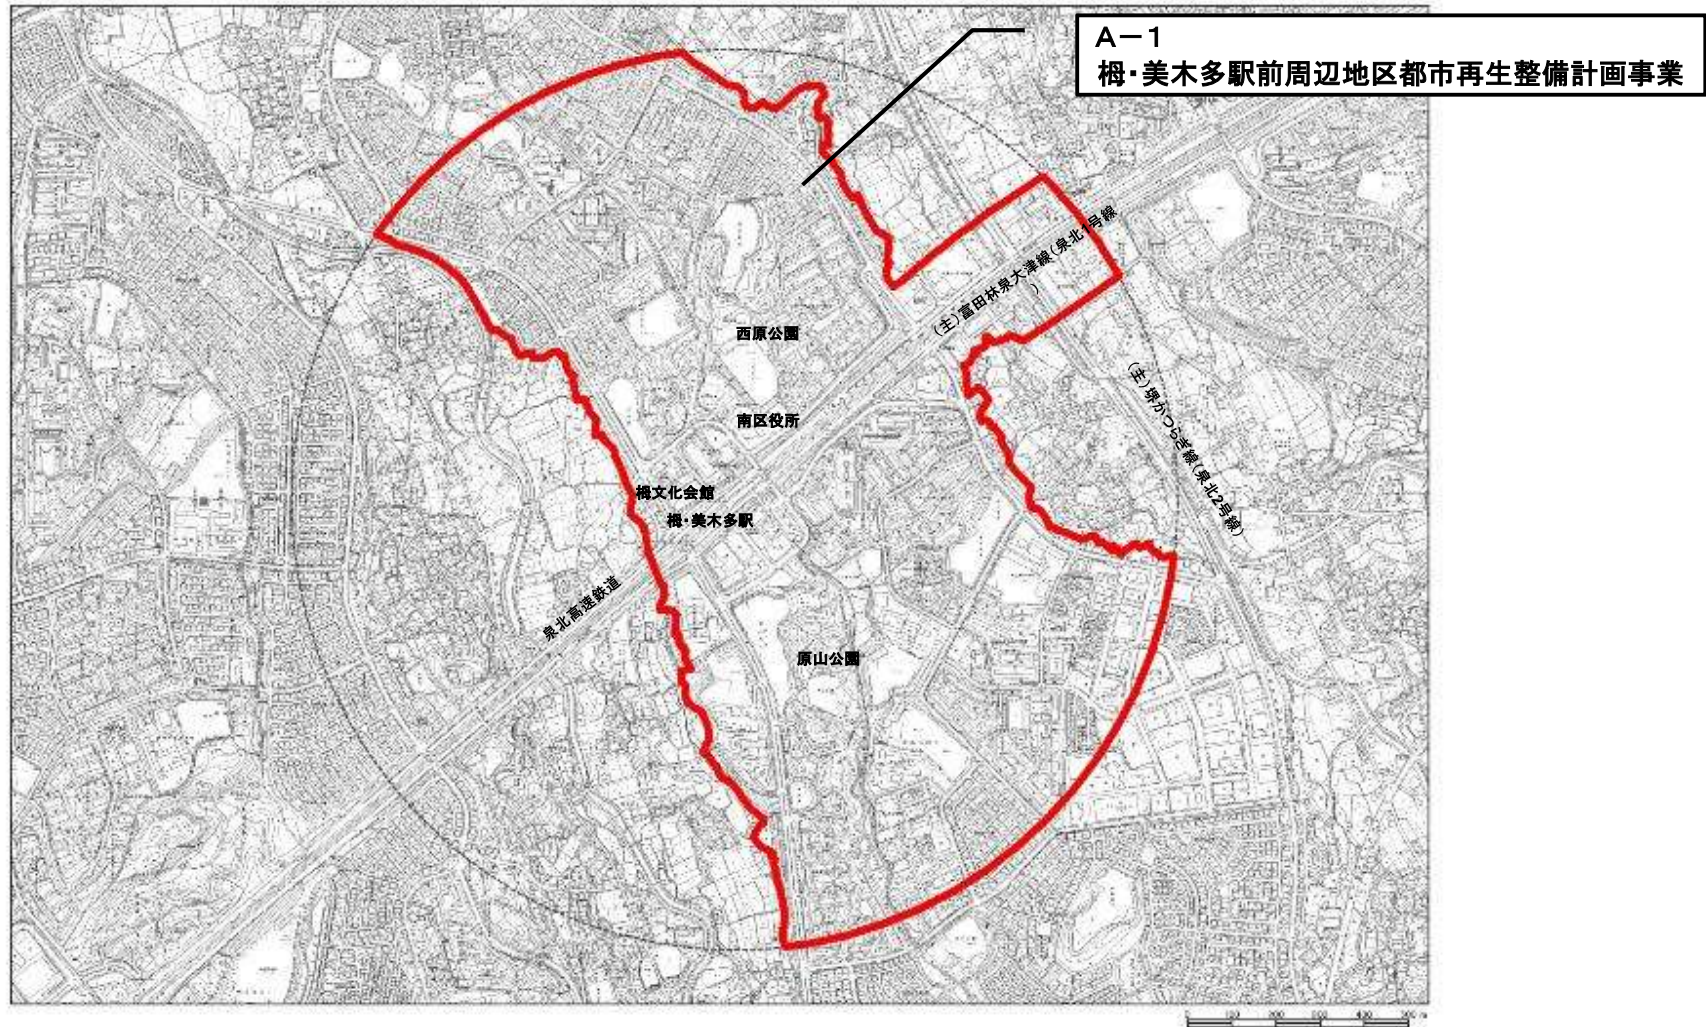 A－1
栂・美木多駅前周辺地区都市再生整備計画事業
(主)富田林泉大津線(泉北1号線
)
西原公園
(主)堺かつらぎ線(泉北2号線)
南区役所
栂文化会館
栂・美木多駅
泉北高速鉄道
原山公園